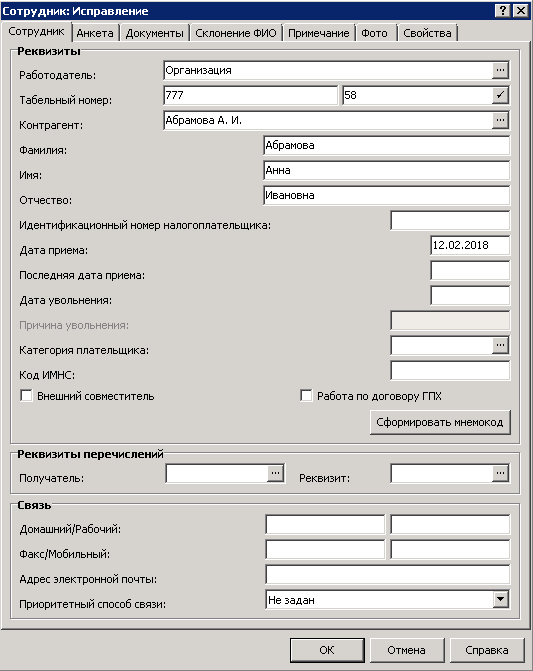 Сотрудник: Исправление
Сотрудник Анкета Документы Склонение ФИО Примечание Фото Свойства
Реквизиты
Работодатель: Организация ...
Табельный номер: 777 58
Контрагент: Абрамова А. И. ...
Фамилия: Абрамова
Имя: Анна
Отчество: Ивановна
Идентификационный номер налогоплательщика:
Дата приема: 12.02.2018
Последняя дата приема:
Дата увольнения:
Причина увольнения:
Категория плательщика: ...
Код ИМНС:
Внешний совместитель Работа по договору ГПХ
Сформировать мнемокод
Реквизиты перечислений
Получатель: ... Реквизит: ...
Связь
Домашний/Рабочий:
Факс/Мобильный:
Адрес электронной почты:
Приоритетный способ связи: Не задан
ОК Отмена Справка